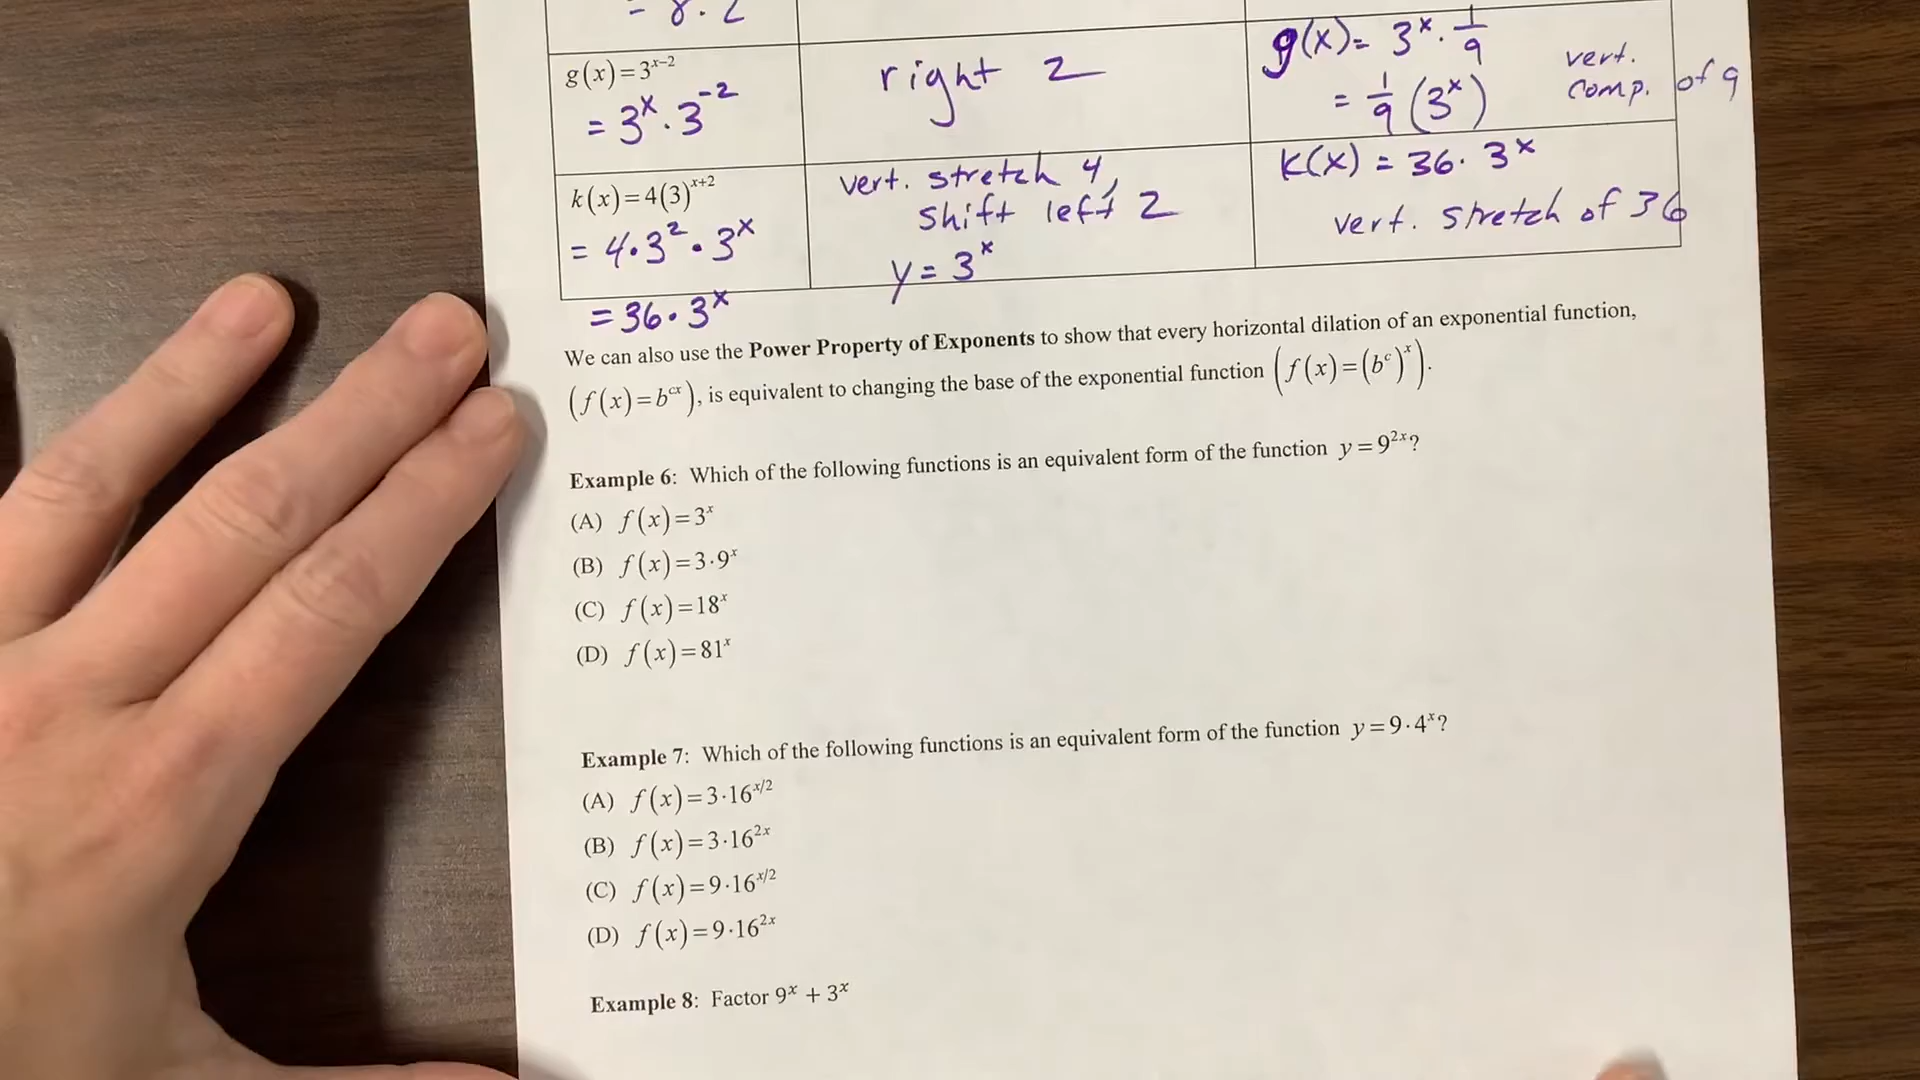 = 8 · 2
g(x) = 3^{x−2}
= 3^x · 3^{−2}
right 2
g(x) = 3^x · 1/9
= 1/9 (3^x)
vert.
comp. of 9
k(x) = 4(3)^{x+2}
= 4 · 3^2 · 3^x
= 36 · 3^x
vert. stretch 4,
shift left 2
y = 3^x
k(x) = 36 · 3^x
vert. stretch of 36
We can also use the Power Property of Exponents to show that every horizontal dilation of an exponential function,
(f(x) = b^{cx}), is equivalent to changing the base of the exponential function (f(x) = (b^c)^x).
Example 6: Which of the following functions is an equivalent form of the function y = 9^{2x}?
(A) f(x) = 3^x
(B) f(x) = 3·9^x
(C) f(x) = 18^x
(D) f(x) = 81^x
Example 7: Which of the following functions is an equivalent form of the function y = 9·4^x?
(A) f(x) = 3·16^{x/2}
(B) f(x) = 3·16^{2x}
(C) f(x) = 9·16^{x/2}
(D) f(x) = 9·16^{2x}
Example 8: Factor 9^x + 3^x